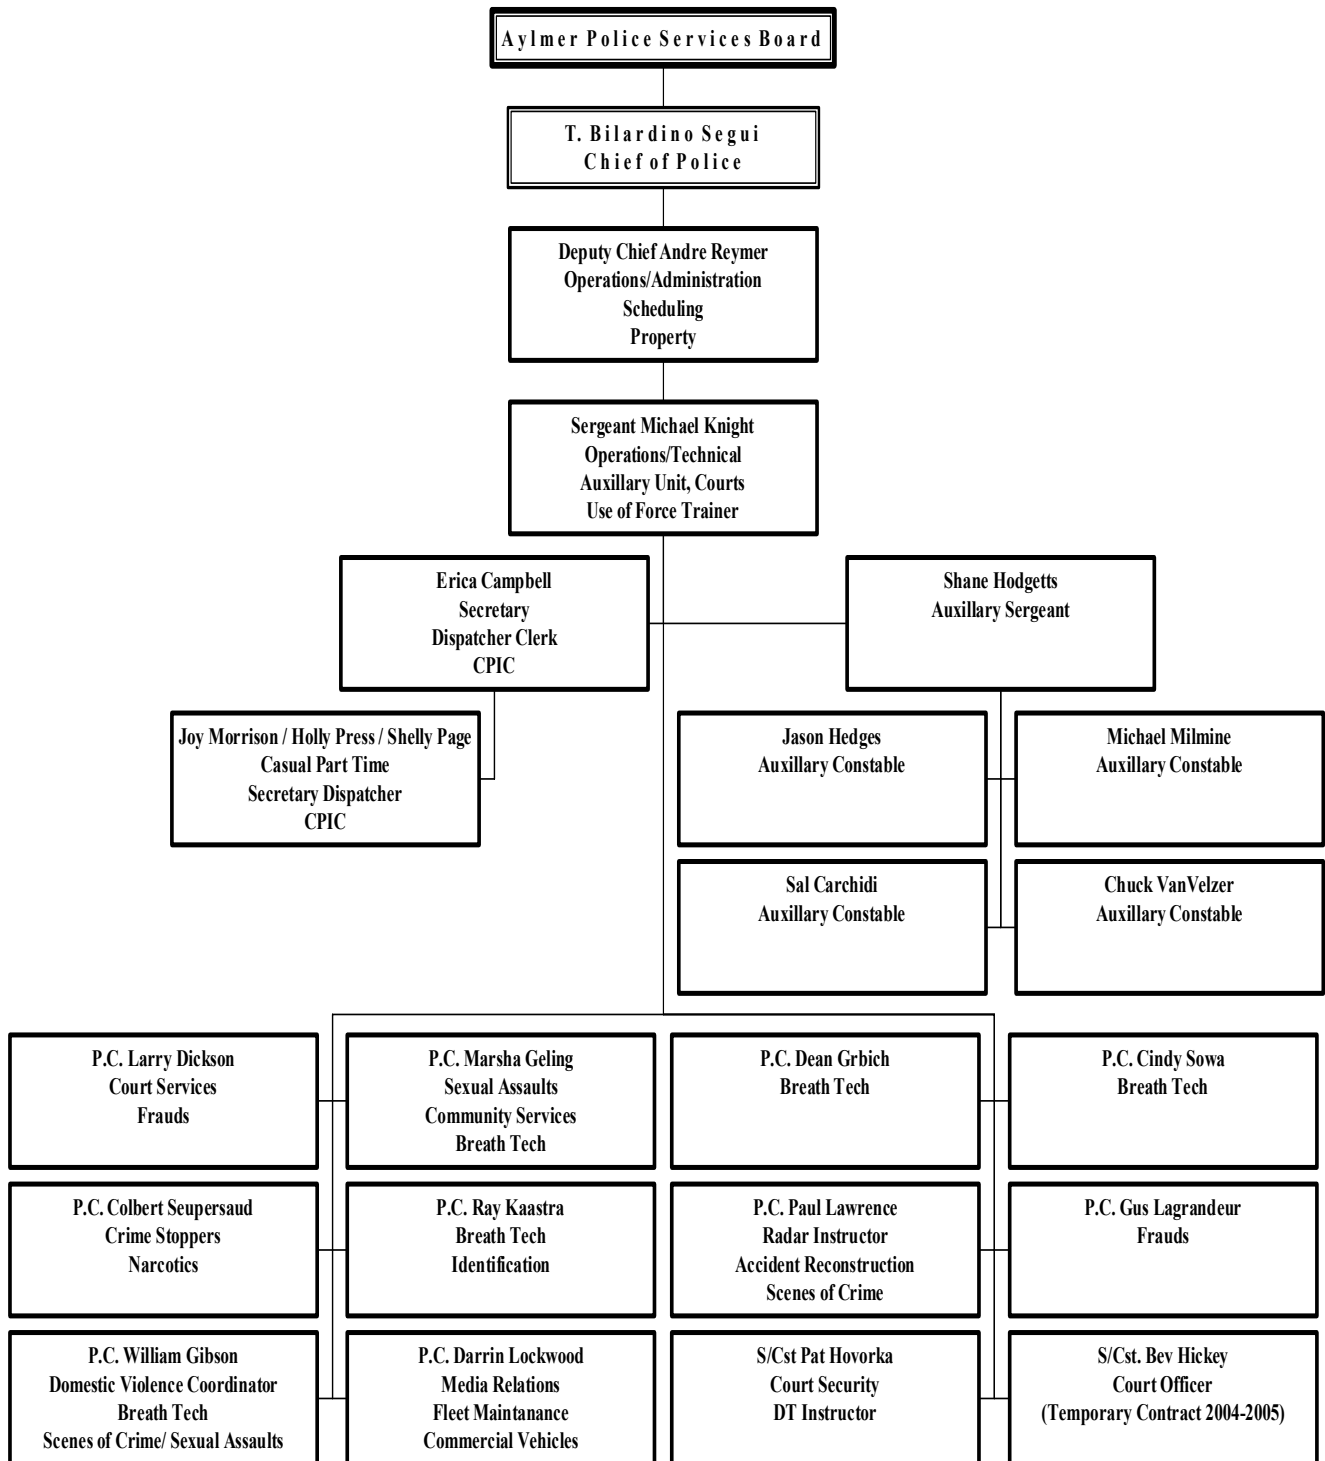 Aylmer Police Services Board
T. Bilardino Segui
Chief of Police
Deputy Chief Andre Reymer
Operations/Administration
Scheduling
Property
Sergeant Michael Knight
Operations/Technical
Auxillary Unit, Courts
Use of Force Trainer
Erica Campbell
Secretary
Dispatcher Clerk
CPIC
Shane Hodgetts
Auxillary Sergeant
Joy Morrison / Holly Press / Shelly Page
Casual Part Time
Secretary Dispatcher
CPIC
Jason Hedges
Auxillary Constable
Michael Milmine
Auxillary Constable
Sal Carchidi
Auxillary Constable
Chuck VanVelzer
Auxillary Constable
P.C. Larry Dickson
Court Services
Frauds
P.C. Marsha Geling
Sexual Assaults
Community Services
Breath Tech
P.C. Dean Grbich
Breath Tech
P.C. Cindy Sowa
Breath Tech
P.C. Colbert Seupersaud
Crime Stoppers
Narcotics
P.C. Ray Kaastra
Breath Tech
Identification
P.C. Paul Lawrence
Radar Instructor
Accident Reconstruction
Scenes of Crime
P.C. Gus Lagrandeur
Frauds
P.C. William Gibson
Domestic Violence Coordinator
Breath Tech
Scenes of Crime/ Sexual Assaults
P.C. Darrin Lockwood
Media Relations
Fleet Maintanance
Commercial Vehicles
S/Cst Pat Hovorka
Court Security
DT Instructor
S/Cst. Bev Hickey
Court Officer
(Temporary Contract 2004-2005)